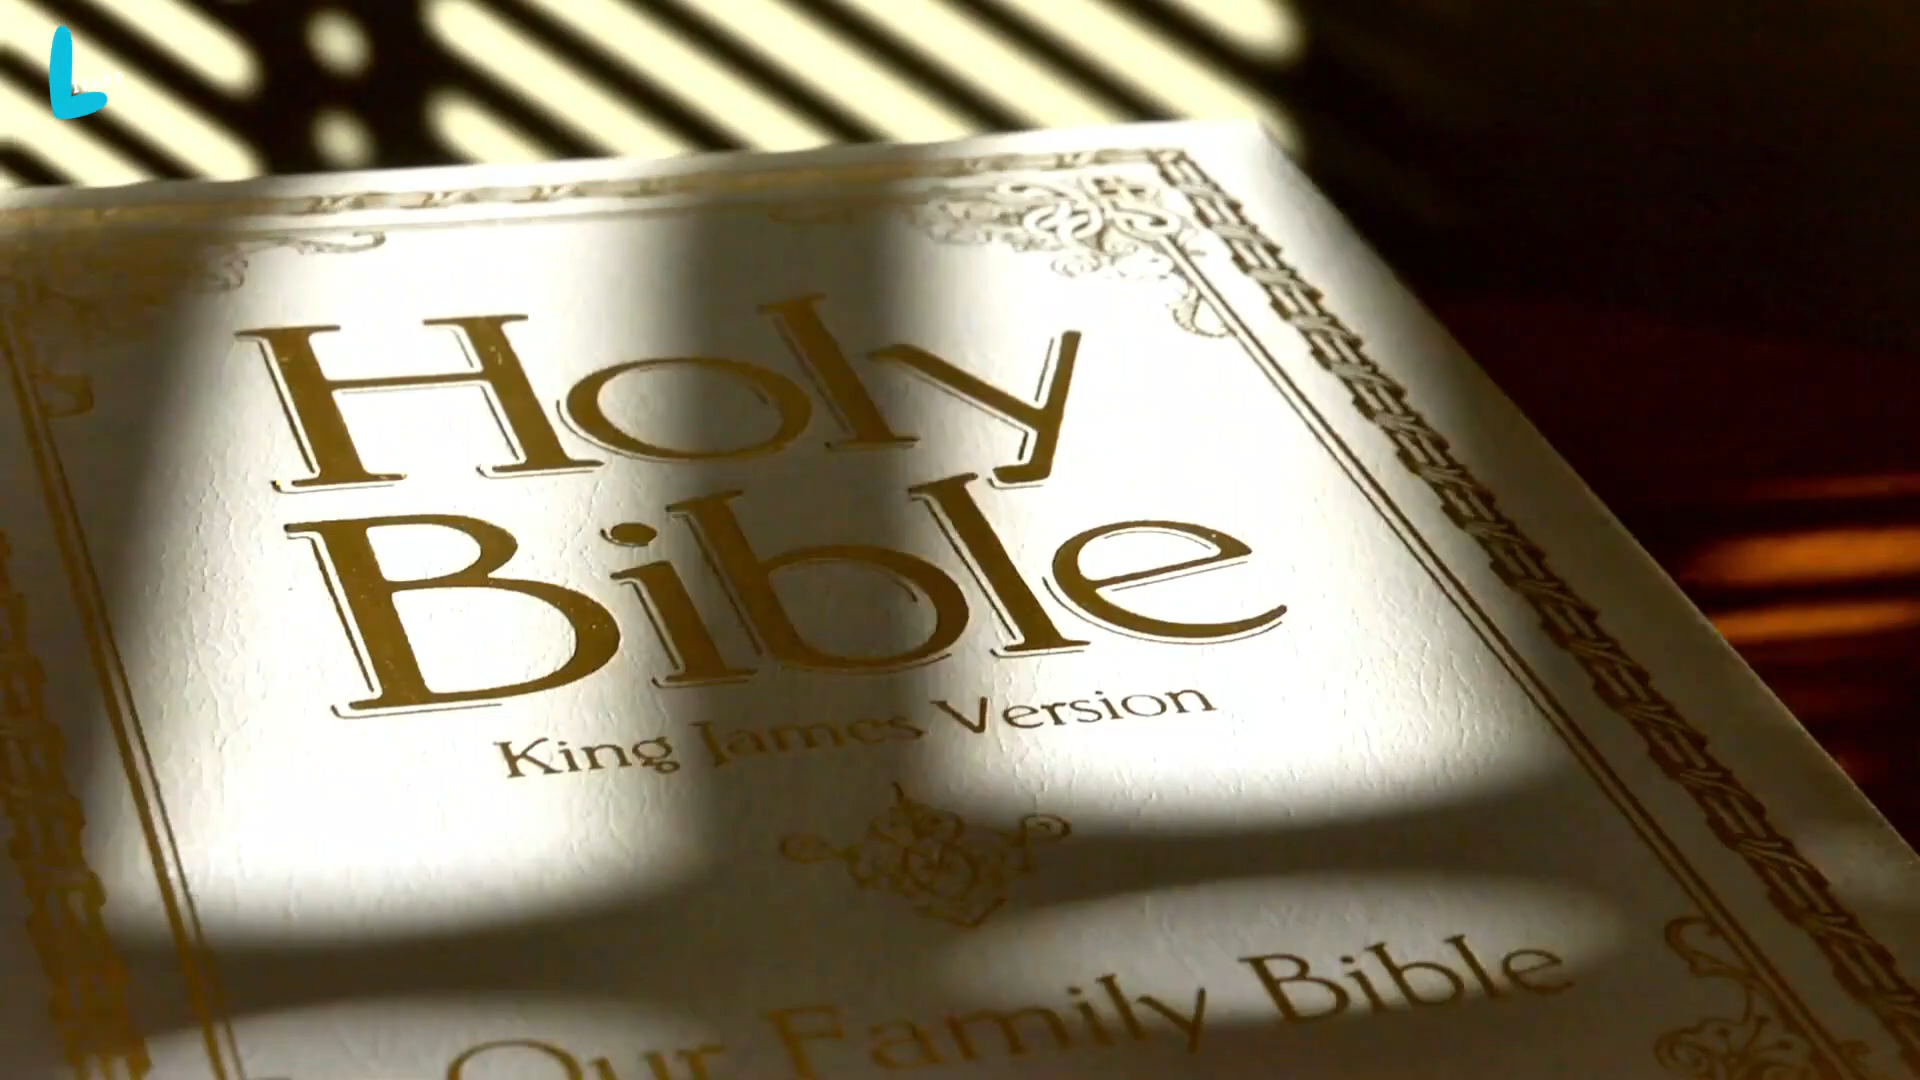 L
Holy
Bible
King James Version
Our Family Bible